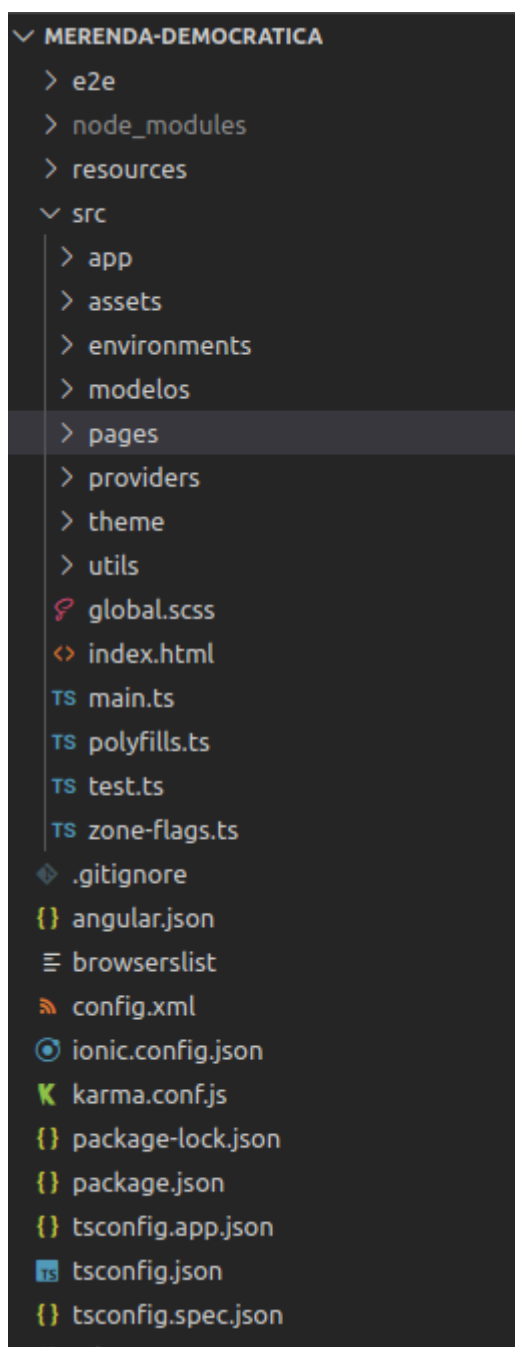 MERENDA-DEMOCRATICA
e2e
node_modules
resources
src
app
assets
environments
modelos
pages
providers
theme
utils
global.scss
<> index.html
TS main.ts
TS polyfills.ts
TS test.ts
TS zone-flags.ts
.gitignore
{} angular.json
browserslist
config.xml
ionic.config.json
K karma.conf.js
{} package-lock.json
{} package.json
{} tsconfig.app.json
TS tsconfig.json
{} tsconfig.spec.json